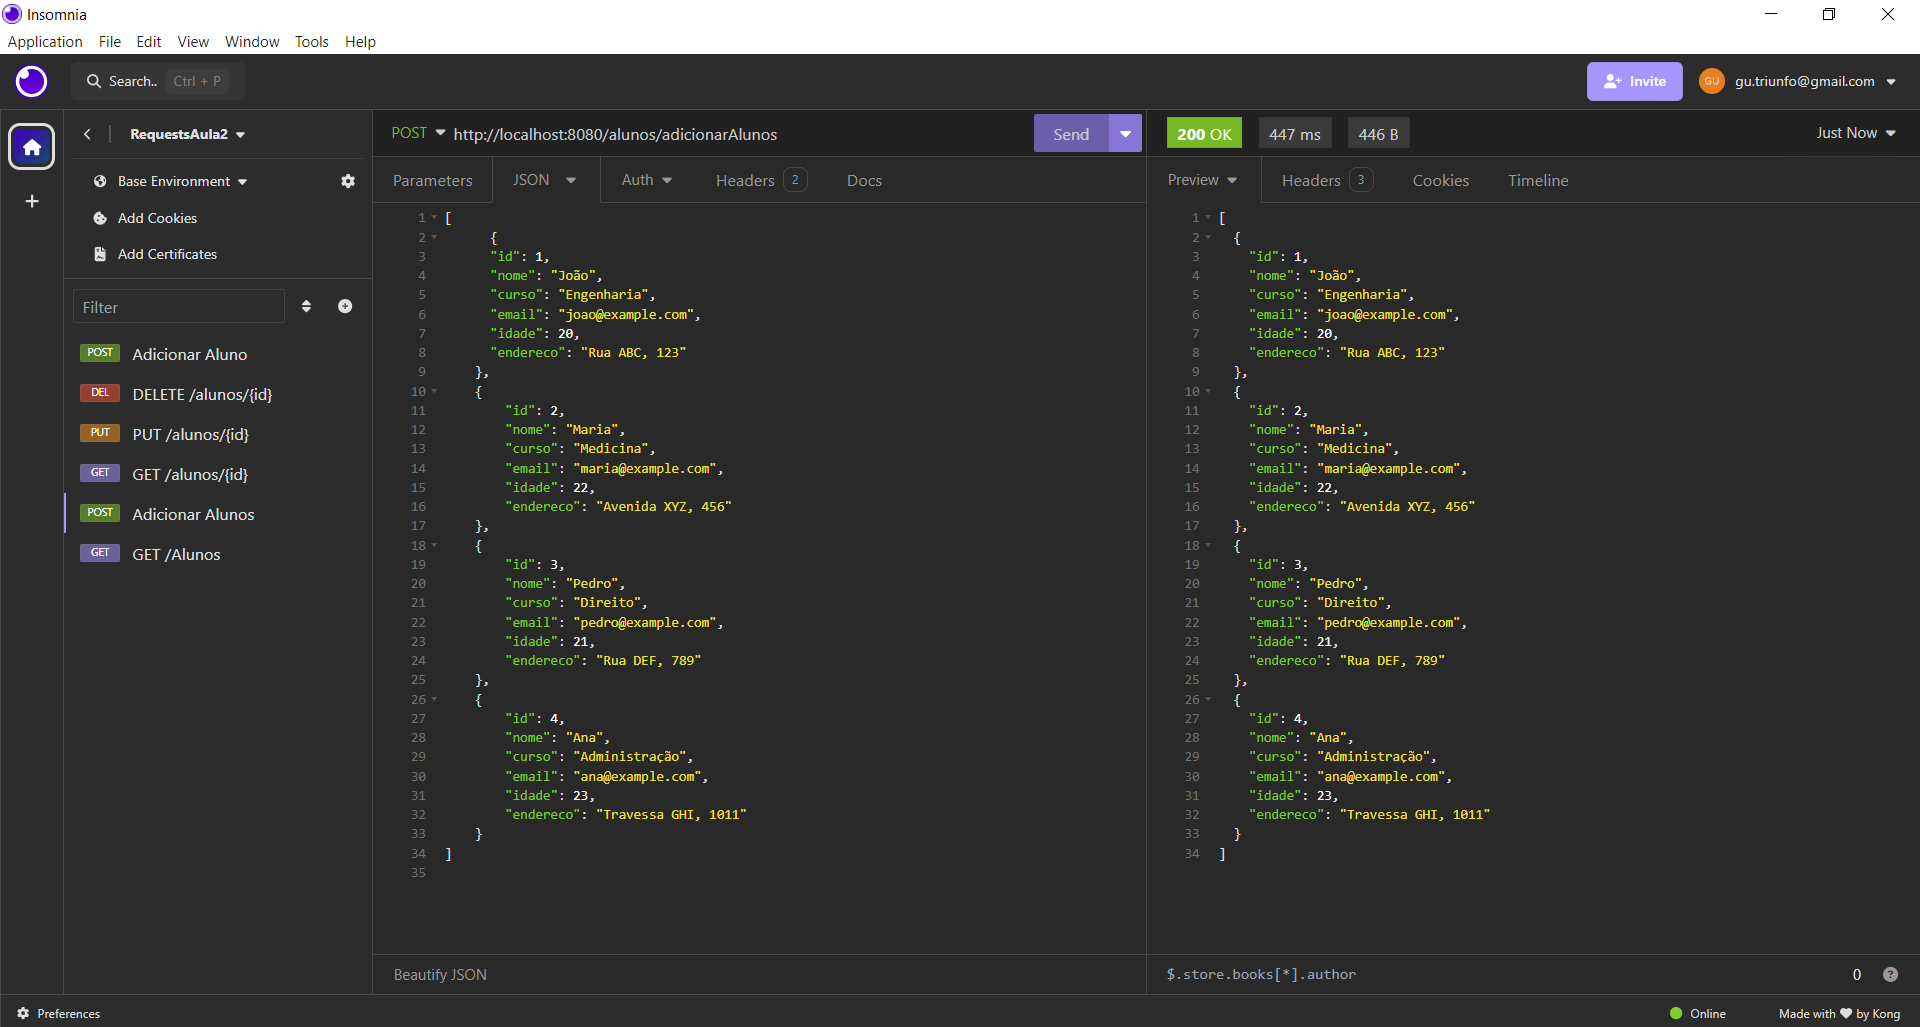 Insomnia
Application File Edit View Window Tools Help
Search.. Ctrl + P
Invite
GU gu.triunfo@gmail.com
RequestsAula2
Base Environment
Add Cookies
Add Certificates
Filter
POST Adicionar Aluno
DEL DELETE /alunos/{id}
PUT PUT /alunos/{id}
GET GET /alunos/{id}
POST Adicionar Alunos
GET GET /Alunos
POST http://localhost:8080/alunos/adicionarAlunos Send
Parameters JSON Auth Headers 2 Docs
1 [
2 {
3 "id": 1,
4 "nome": "João",
5 "curso": "Engenharia",
6 "email": "joao@example.com",
7 "idade": 20,
8 "endereco": "Rua ABC, 123"
9 },
10 {
11 "id": 2,
12 "nome": "Maria",
13 "curso": "Medicina",
14 "email": "maria@example.com",
15 "idade": 22,
16 "endereco": "Avenida XYZ, 456"
17 },
18 {
19 "id": 3,
20 "nome": "Pedro",
21 "curso": "Direito",
22 "email": "pedro@example.com",
23 "idade": 21,
24 "endereco": "Rua DEF, 789"
25 },
26 {
27 "id": 4,
28 "nome": "Ana",
29 "curso": "Administração",
30 "email": "ana@example.com",
31 "idade": 23,
32 "endereco": "Travessa GHI, 1011"
33 }
34 ]
35
Beautify JSON
200 OK 447 ms 446 B Just Now
Preview Headers 3 Cookies Timeline
1 [
2 {
3 "id": 1,
4 "nome": "João",
5 "curso": "Engenharia",
6 "email": "joao@example.com",
7 "idade": 20,
8 "endereco": "Rua ABC, 123"
9 },
10 {
11 "id": 2,
12 "nome": "Maria",
13 "curso": "Medicina",
14 "email": "maria@example.com",
15 "idade": 22,
16 "endereco": "Avenida XYZ, 456"
17 },
18 {
19 "id": 3,
20 "nome": "Pedro",
21 "curso": "Direito",
22 "email": "pedro@example.com",
23 "idade": 21,
24 "endereco": "Rua DEF, 789"
25 },
26 {
27 "id": 4,
28 "nome": "Ana",
29 "curso": "Administração",
30 "email": "ana@example.com",
31 "idade": 23,
32 "endereco": "Travessa GHI, 1011"
33 }
34 ]
$.store.books[*].author 0 ?
Preferences
Online Made with ❤ by Kong